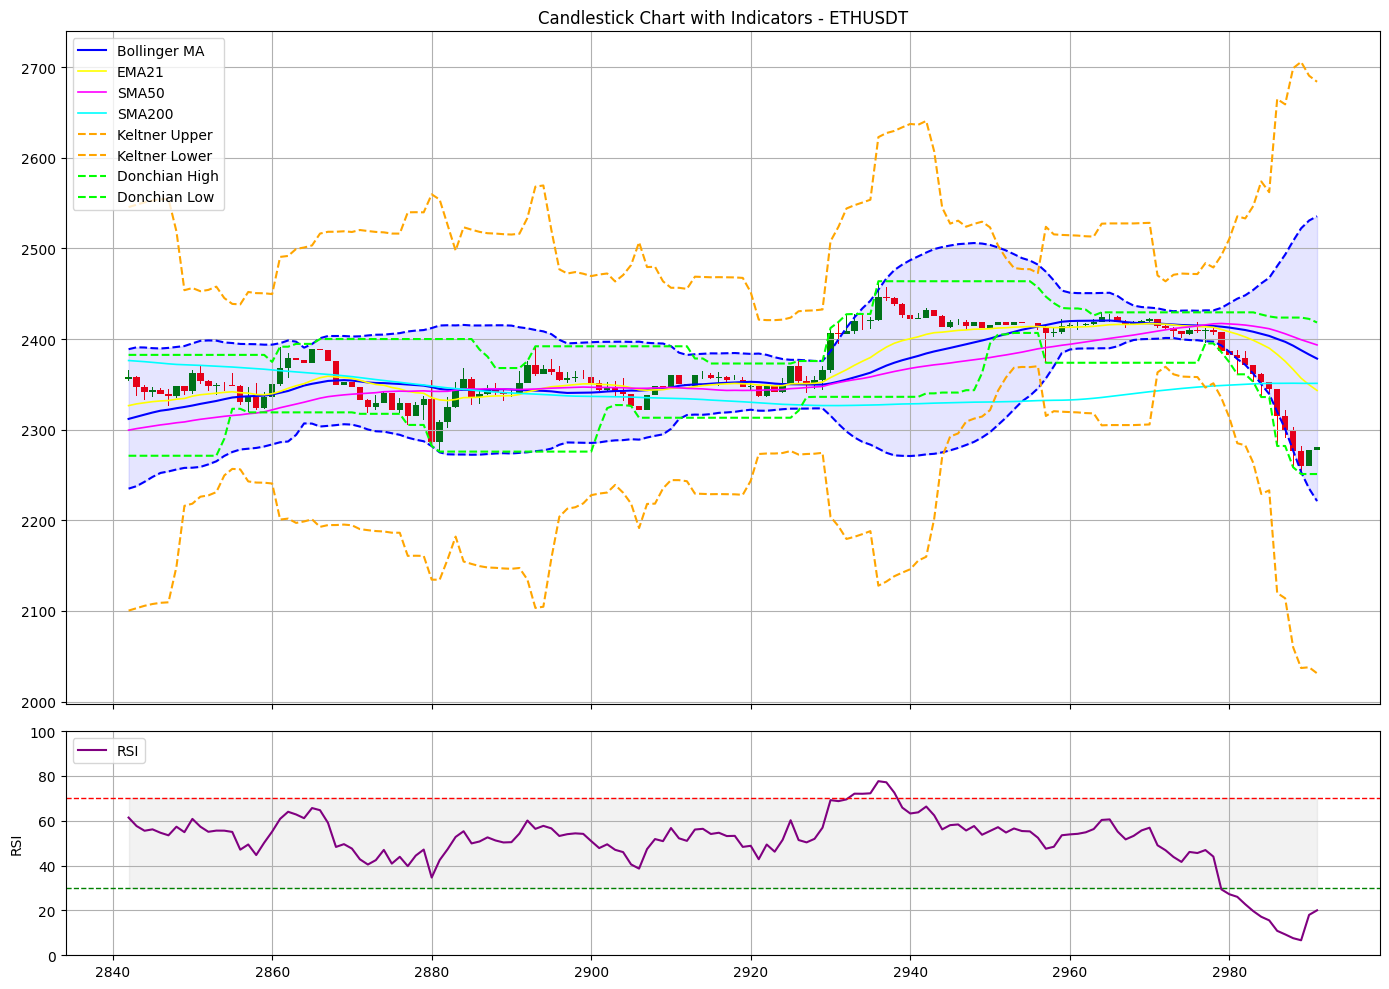 Candlestick Chart with Indicators - ETHUSDT
Bollinger MA
EMA21
SMA50
SMA200
Keltner Upper
Keltner Lower
Donchian High
Donchian Low
2700
2600
2500
2400
2300
2200
2100
2000
RSI
100
80
60
40
20
0
RSI
2840
2860
2880
2900
2920
2940
2960
2980